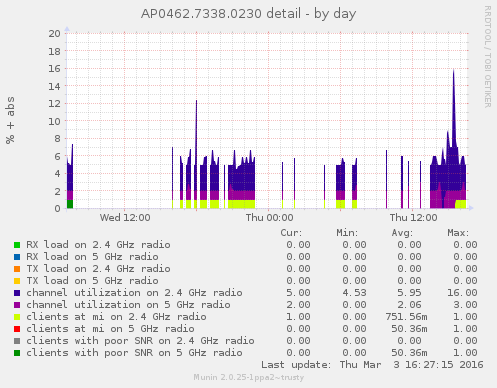 AP0462.7338.0230 detail - by day
RRDTOOL / TOBI OETIKER
% + abs
20
18
16
14
12
10
8
6
4
2
0
Wed 12:00 Thu 00:00 Thu 12:00
Cur: Min: Avg: Max:
RX load on 2.4 GHz radio 0.00 0.00 0.00 0.00
RX load on 5 GHz radio 0.00 0.00 0.00 0.00
TX load on 2.4 GHz radio 0.00 0.00 0.00 0.00
TX load on 5 GHz radio 0.00 0.00 0.00 0.00
channel utilization on 2.4 GHz radio 5.00 4.53 5.95 16.00
channel utilization on 5 GHz radio 2.00 0.00 2.06 3.00
clients at mi on 2.4 GHz radio 1.00 0.00 751.56m 1.00
clients at mi on 5 GHz radio 0.00 0.00 50.36m 1.00
clients with poor SNR on 2.4 GHz radio 0.00 0.00 0.00 0.00
clients with poor SNR on 5 GHz radio 0.00 0.00 50.36m 1.00
Last update: Thu Mar 3 16:27:15 2016
Munin 2.0.25-1ppa2~trusty